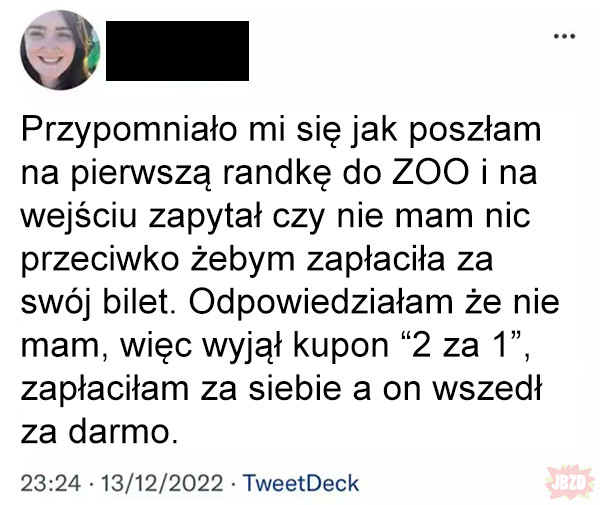 Przypomniało mi się jak poszłam
na pierwszą randkę do ZOO i na
wejściu zapytał czy nie mam nic
przeciwko żebym zapłaciła za
swój bilet. Odpowiedziałam że nie
mam, więc wyjął kupon “2 za 1”,
zapłaciłam za siebie a on wszedł
za darmo.
23:24 · 13/12/2022 · TweetDeck
JBZD